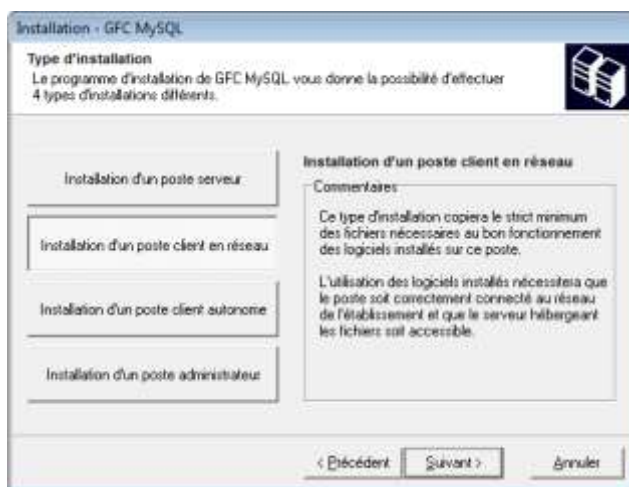 Installation - GFC MySQL
Type d'installation
Le programme d'installation de GFC MySQL vous donne la possibilité d'effectuer
4 types d'installations différents.
Installation d'un poste serveur
Installation d'un poste client en réseau
Installation d'un poste client autonome
Installation d'un poste administrateur
Installation d'un poste client en réseau
Commentaires
Ce type d'installation copiera le strict minimum
des fichiers nécessaires au bon fonctionnement
des logiciels installés sur ce poste.
L'utilisation des logiciels installés nécessitera que
le poste soit correctement connecté au réseau
de l'établissement et que le serveur hébergeant
les fichiers soit accessible.
< Précédent Suivant > Annuler